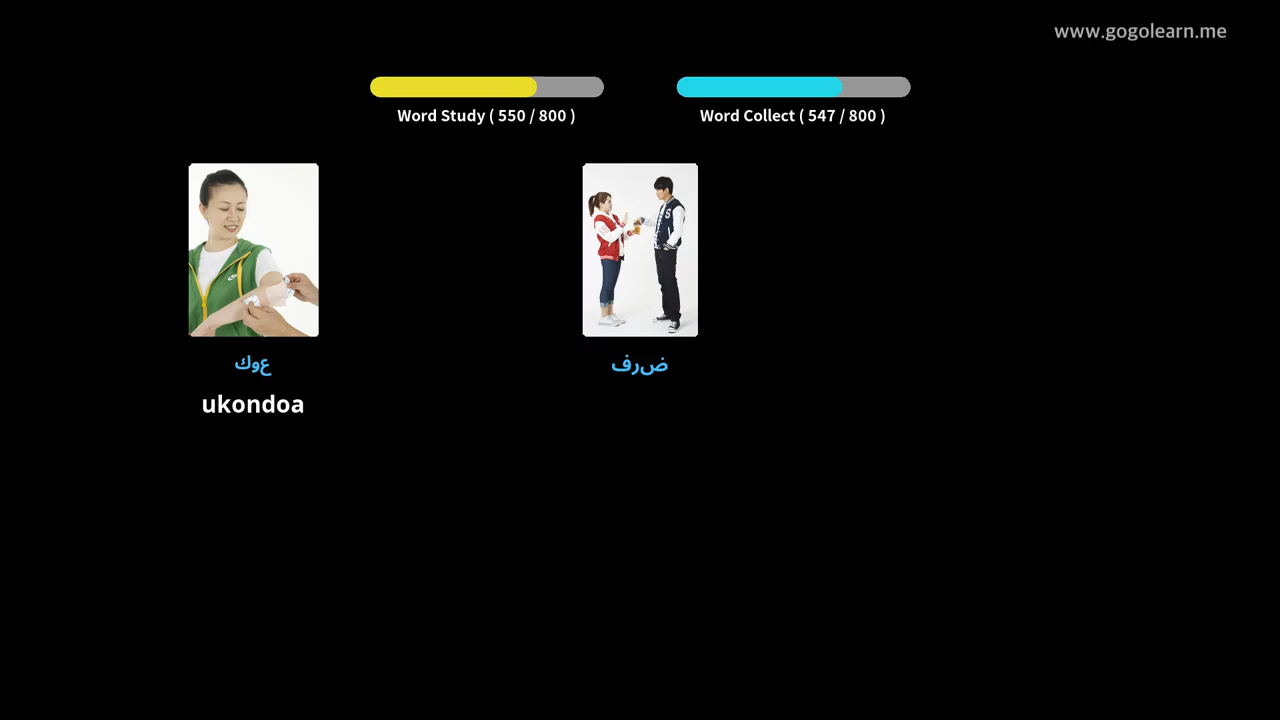 www.gogolearn.me
Word Study ( 550 / 800 )
Word Collect ( 547 / 800 )
S
عوك
ضرف
ukondoa